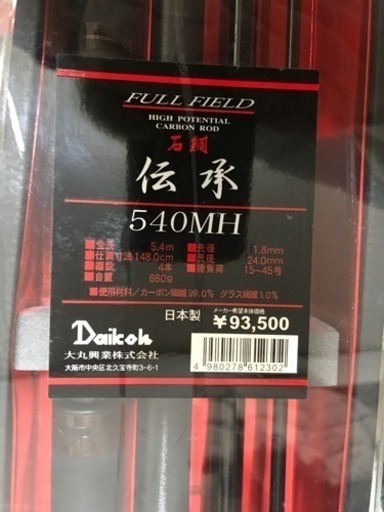 FULL FIELD
HIGH POTENTIAL
CARBON ROD
石鯛
伝承
540MH
■全長 5.4m ■先径 1.8mm
■仕舞寸法 148.0cm ■元径 24.0mm
■継数 4本 ■錘負荷 15～45号
■自重 660g
■使用材料／カーボン繊維99.0% グラス繊維1.0%
日本製
メーカー希望本体価格
¥93,500
Daikoh
大丸興業株式会社
大阪市中央区北久宝寺町3-6-1
4 980278 612302